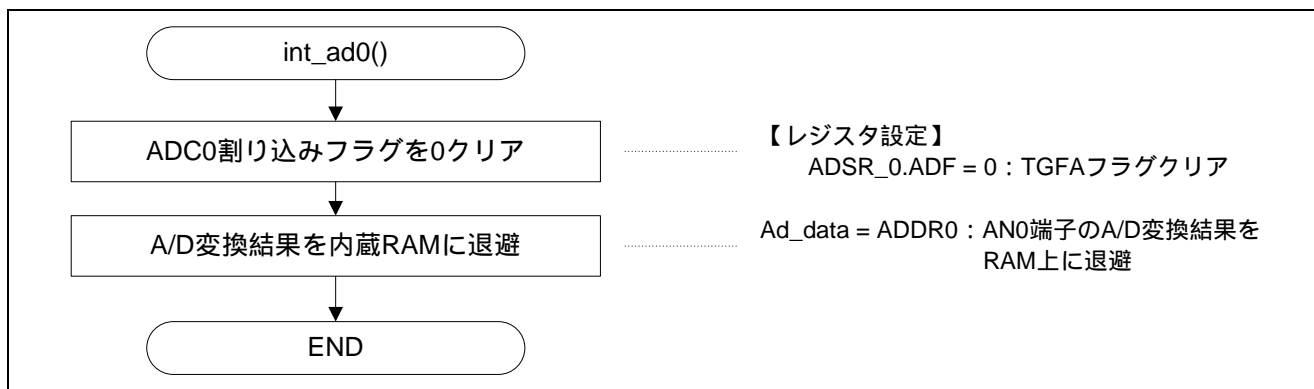 int_ad0()
ADC0割り込みフラグを0クリア
【レジスタ設定】
ADSR_0.ADF = 0：TGFAフラグクリア
A/D変換結果を内蔵RAMに退避
Ad_data = ADDR0：AN0端子のA/D変換結果を
RAM上に退避
END